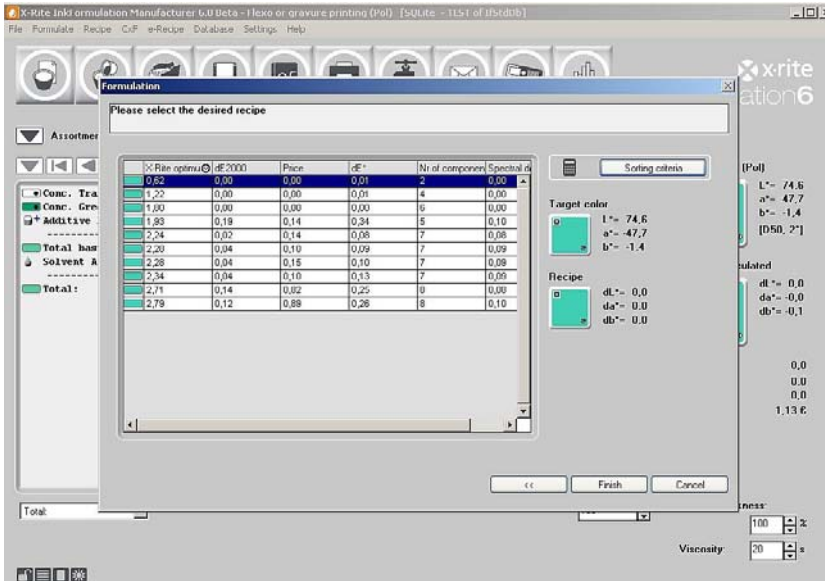 X-Rite InkFormulation Manufacturer 6.0 Beta - Flexo or gravure printing (Pol) [SQLite - TEST of IfStdDb]
File Formulate Recipe CxF e-Recipe Database Settings Help
x·rite
ation6
Formulation
Please select the desired recipe
Assortmen
X-Rite optimu dE2000 Price dE* Nr of componen Spectral d
0,62 0,00 0,00 0,01 2 0,00
1,22 0,00 0,00 0,01 4 0,00
1,80 0,00 0,00 0,00 6 0,00
1,93 0,19 0,14 0,34 5 0,10
2,24 0,02 0,14 0,08 7 0,08
2,20 0,04 0,10 0,09 7 0,09
2,28 0,04 0,15 0,10 7 0,09
2,34 0,04 0,10 0,13 7 0,09
2,71 0,14 0,82 0,25 8 0,08
2,79 0,12 0,89 0,26 8 0,10
Sorting criteria
Target color
L*= 74,6
a*= -47,7
b*= -1,4
Recipe
dL*= 0,0
da*= 0,0
db*= 0,0
<< Finish Cancel
Conc. Tra
Conc. Gre
Additive
Total bas
Solvent A
Total:
(Pol)
L*= 74,6
a*= 47,7
b*= -1,4
[D50, 2°]
ulated
dL*= 0,0
da*= -0,0
db*= -0,1
0,0
0,0
0,0
1,13 €
Total:
kness:
100 %
Viscosity: 20 s